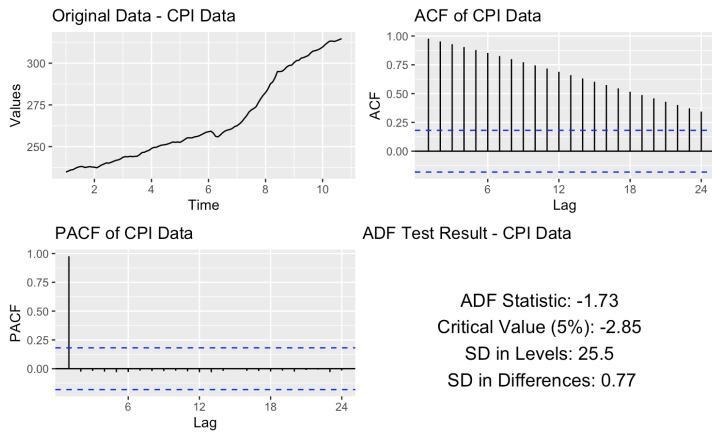 Original Data - CPI Data
300
275
250
Values
2
4
6
8
10
Time
ACF of CPI Data
1.00
0.75
0.50
0.25
0.00
ACF
6
12
18
24
Lag
PACF of CPI Data
1.00
0.75
0.50
0.25
0.00
PACF
6
12
18
24
Lag
ADF Test Result - CPI Data
ADF Statistic: -1.73
Critical Value (5%): -2.85
SD in Levels: 25.5
SD in Differences: 0.77